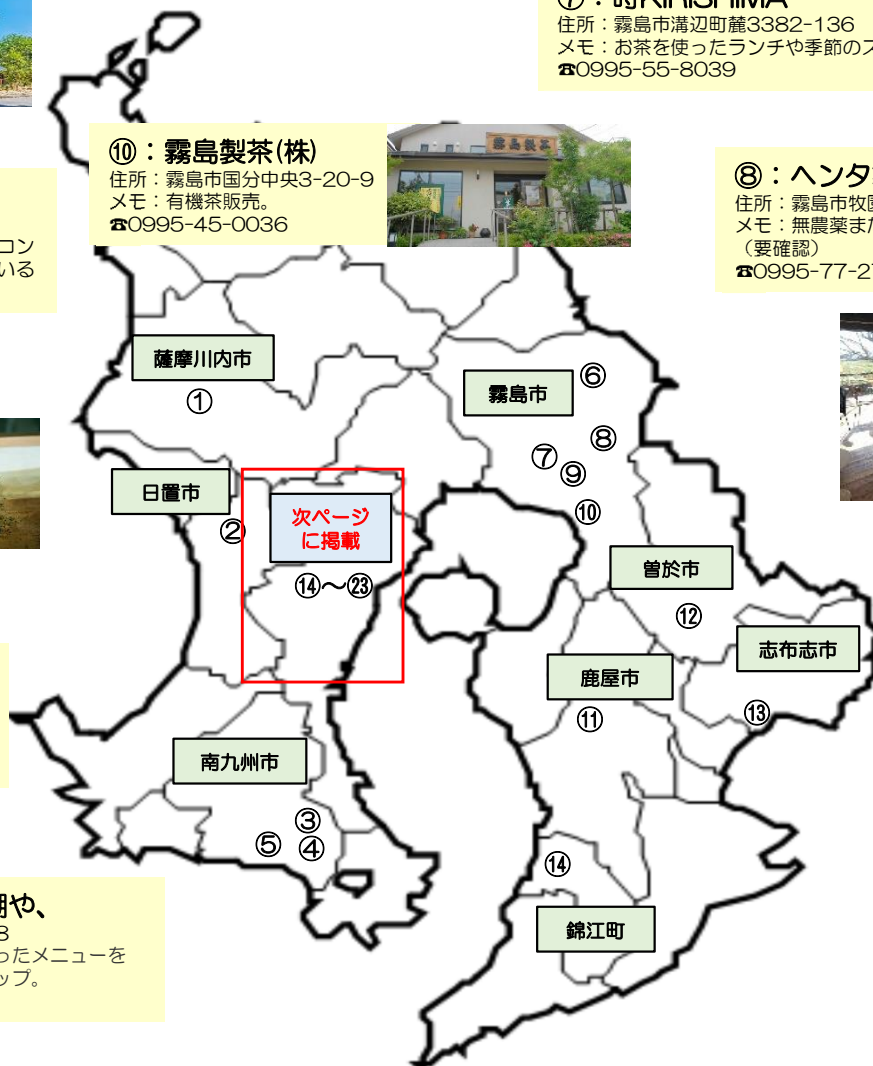 ⑦：時KIRISHIMA
住所：霧島市溝辺町麓3382-136
メモ：お茶を使ったランチや季節のス
☎0995-55-8039
⑩：霧島製茶(株)
住所：霧島市国分中央3-20-9
メモ：有機茶販売。
☎0995-45-0036
霧島製茶
⑧：ヘンタ
住所：霧島市牧
メモ：無農薬ま
（要確認）
☎0995-77-2
コン
いる
薩摩川内市
①
霧島市
⑥
⑧
⑦
⑨
⑩
日置市
②
次ページ
に掲載
⑭～㉓
曽於市
⑫
志布志市
⑬
鹿屋市
⑪
南九州市
③
⑤
④
⑭
錦江町
や、
8
ったメニューを
ップ。